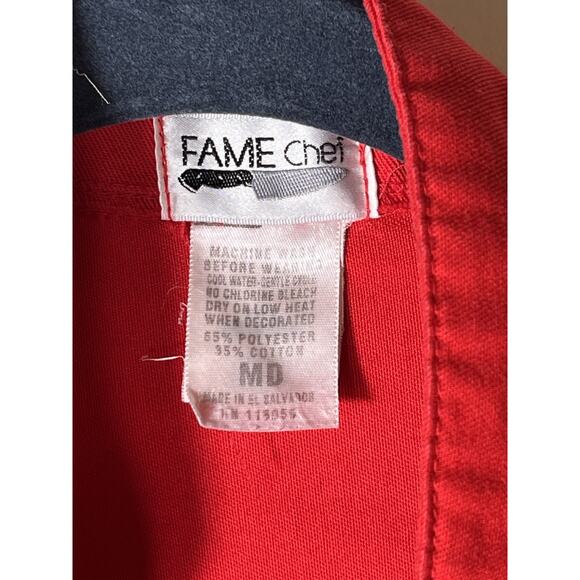 FAME Chef
MACHINE WASH
BEFORE WEARING
COOL WATER-GENTLE CYCLE
NO CHLORINE BLEACH
DRY ON LOW HEAT
WHEN DECORATED
65% POLYESTER
35% COTTON
MD
MADE IN EL SALVADOR
RN 115056